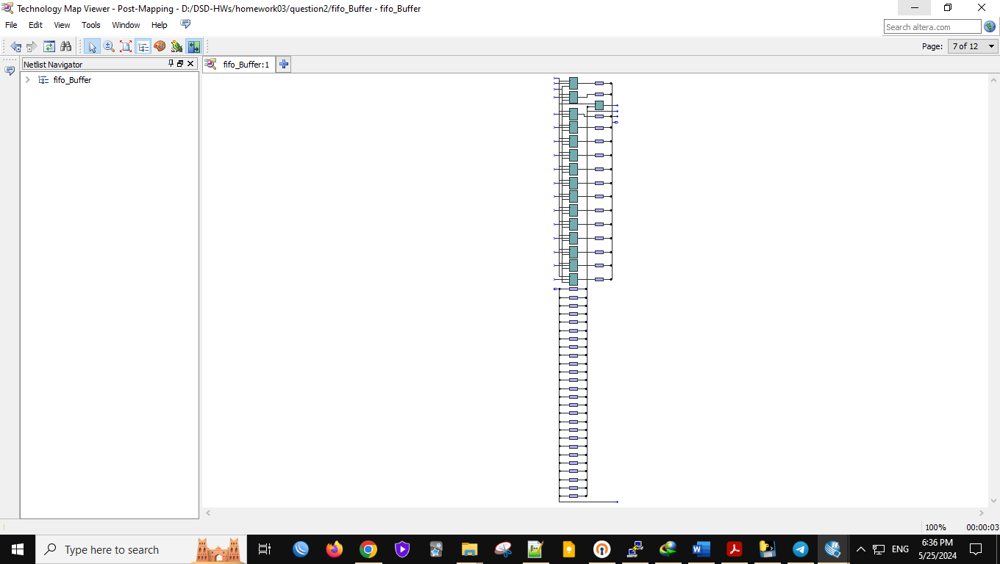 Technology Map Viewer - Post-Mapping - D:/DSD-HWs/homework03/question2/fifo_Buffer - fifo_Buffer
File Edit View Tools Window Help
Search altera.com
Page: 7 of 12
Netlist Navigator
fifo_Buffer:1
fifo_Buffer
100% 00:00:03
Type here to search
ENG
6:36 PM
5/25/2024